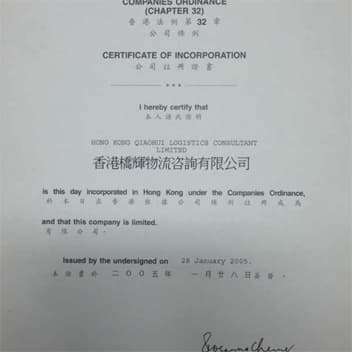 COMPANIES ORDINANCE
(CHAPTER 32)
香 港 法 例 第 32 章
公 司 條 例
CERTIFICATE OF INCORPORATION
公 司 註 冊 證 書
* * *
I hereby certify that
本 人 謹 此 證 明
HONG KONG QIAOHUI LOGISTICS CONSULTANT
LIMITED
香港橋輝物流咨詢有限公司
is this day incorporated in Hong Kong under the Companies Ordinance,
於 本 日 在 香 港 依 據 公 司 條 例 註 冊 成 為
and that this company is limited.
有 限 公 司 。
Issued by the undersigned on 28 January 2005.
本 證 書 於 二 〇 〇 五 年 一 月 廿 八 日 簽 發 。